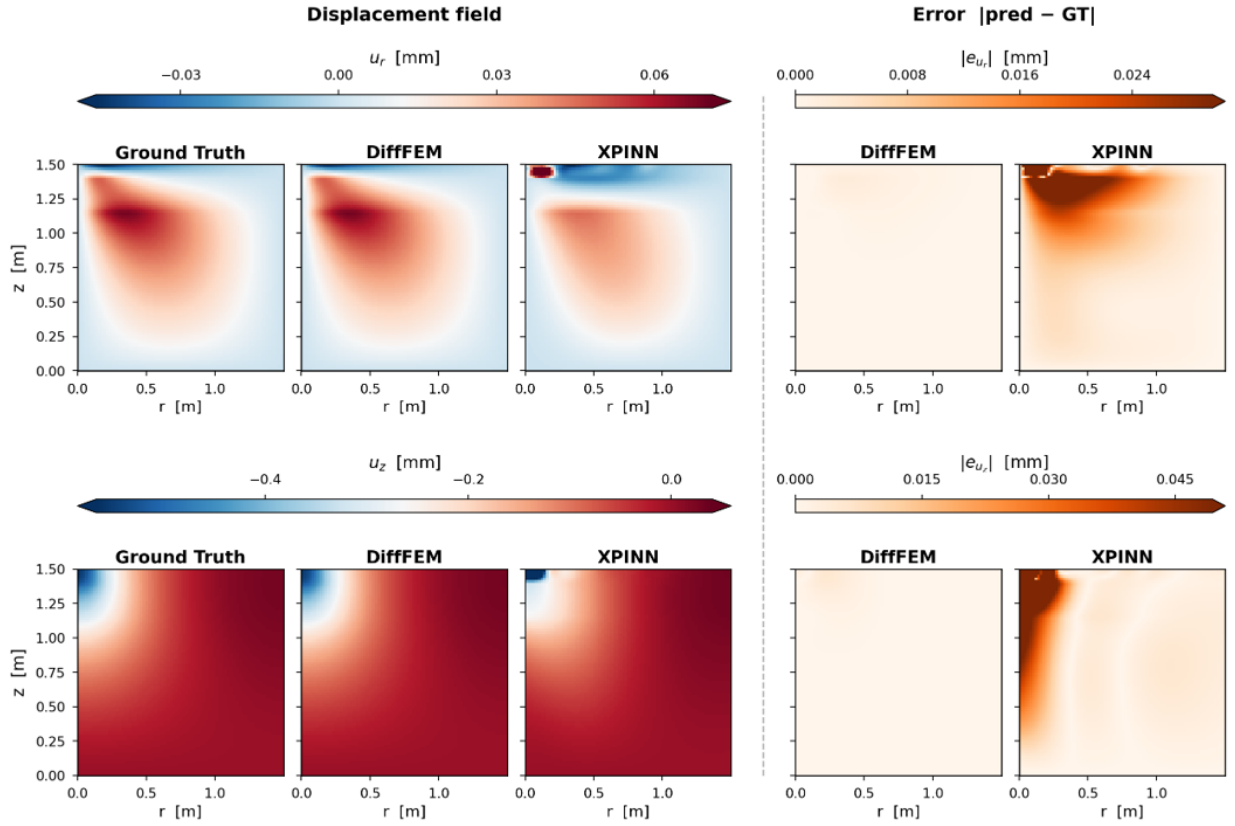 Displacement field
Error |pred − GT|
u_r [mm]
|e_{u_r}| [mm]
−0.03 0.00 0.03 0.06
0.000 0.008 0.016 0.024
Ground Truth DiffFEM XPINN
DiffFEM XPINN
1.50
1.25
1.00
0.75
0.50
0.25
0.00
z [m]
0.0 0.5 1.0
0.0 0.5 1.0
0.0 0.5 1.0
0.0 0.5 1.0
0.0 0.5 1.0
r [m]
r [m]
r [m]
r [m]
r [m]
u_z [mm]
|e_{u_r}| [mm]
−0.4 −0.2 0.0
0.000 0.015 0.030 0.045
Ground Truth DiffFEM XPINN
DiffFEM XPINN
1.50
1.25
1.00
0.75
0.50
0.25
0.00
z [m]
0.0 0.5 1.0
0.0 0.5 1.0
0.0 0.5 1.0
0.0 0.5 1.0
0.0 0.5 1.0
r [m]
r [m]
r [m]
r [m]
r [m]